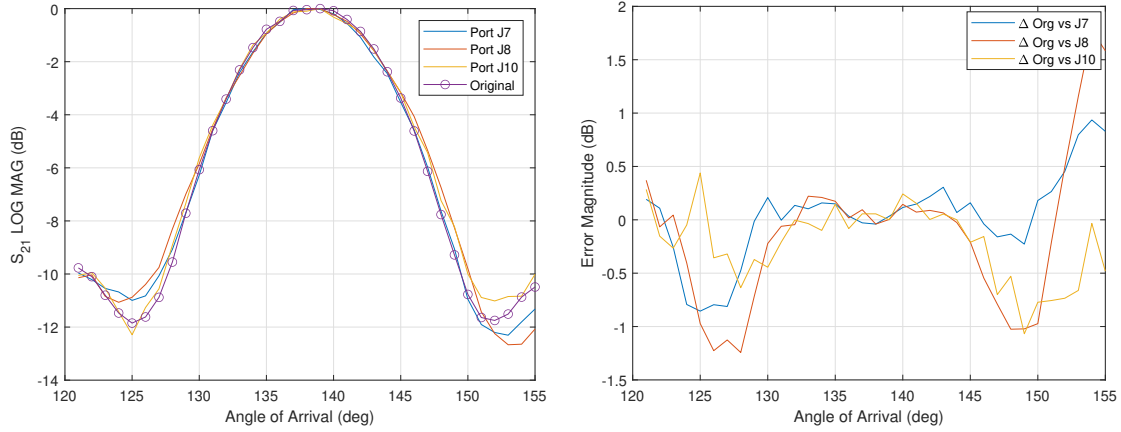 S21 LOG MAG (dB)
0
-2
-4
-6
-8
-10
-12
-14
120 125 130 135 140 145 150 155
Angle of Arrival (deg)
Port J7
Port J8
Port J10
Original
Error Magnitude (dB)
2
1.5
1
0.5
0
-0.5
-1
-1.5
120 125 130 135 140 145 150 155
Angle of Arrival (deg)
Δ Org vs J7
Δ Org vs J8
Δ Org vs J10